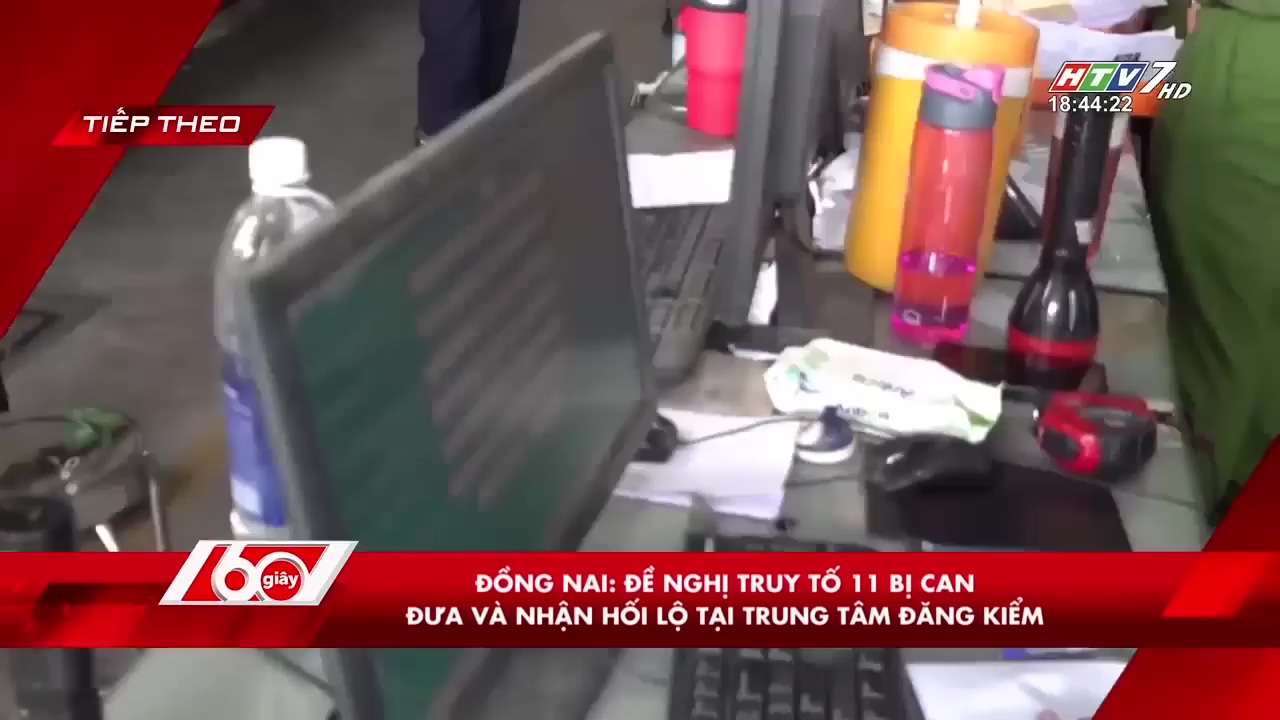 HTV7 HD
18:44:22
TIẾP THEO
60 giây
ĐỒNG NAI: ĐỀ NGHỊ TRUY TỐ 11 BỊ CAN
ĐƯA VÀ NHẬN HỐI LỘ TẠI TRUNG TÂM ĐĂNG KIỂM